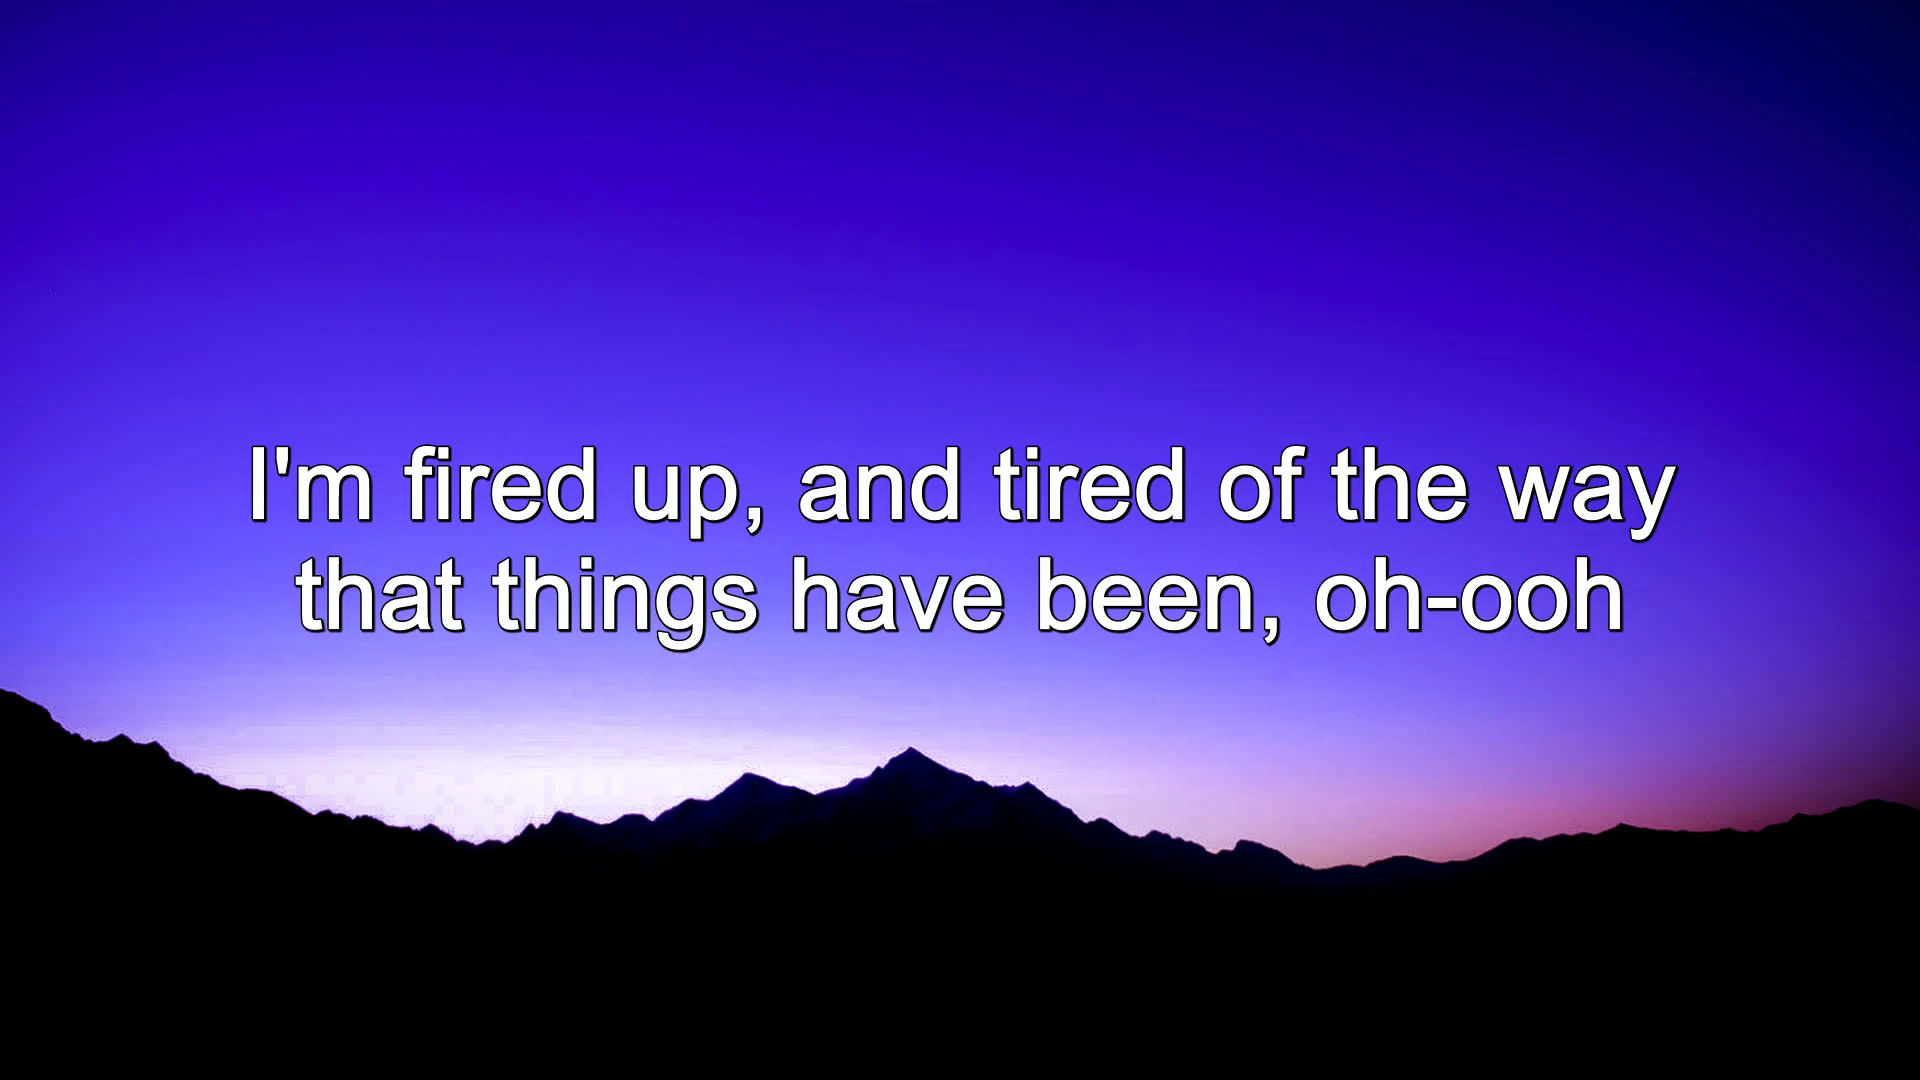 I'm fired up, and tired of the way
that things have been, oh-ooh